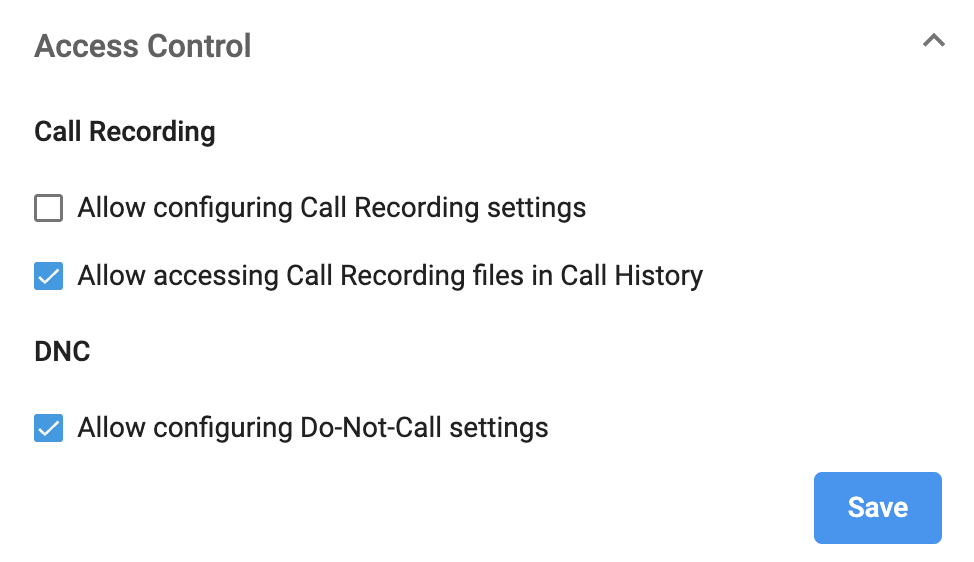 Access Control
Call Recording
Allow configuring Call Recording settings
Allow accessing Call Recording files in Call History
DNC
Allow configuring Do-Not-Call settings
Save